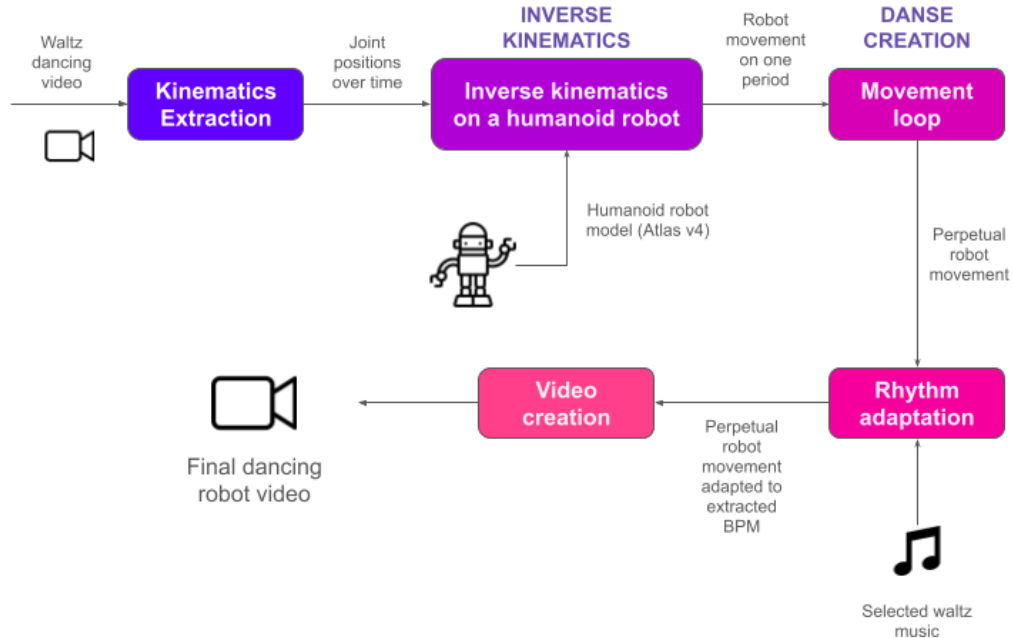 INVERSE
KINEMATICS
DANSE
CREATION
Waltz
dancing
video
Kinematics
Extraction
Joint
positions
over time
Inverse kinematics
on a humanoid robot
Robot
movement
on one
period
Movement
loop
Humanoid robot
model (Atlas v4)
Perpetual
robot
movement
Rhythm
adaptation
Selected waltz
music
Perpetual
robot
movement
adapted to
extracted
BPM
Video
creation
Final dancing
robot video